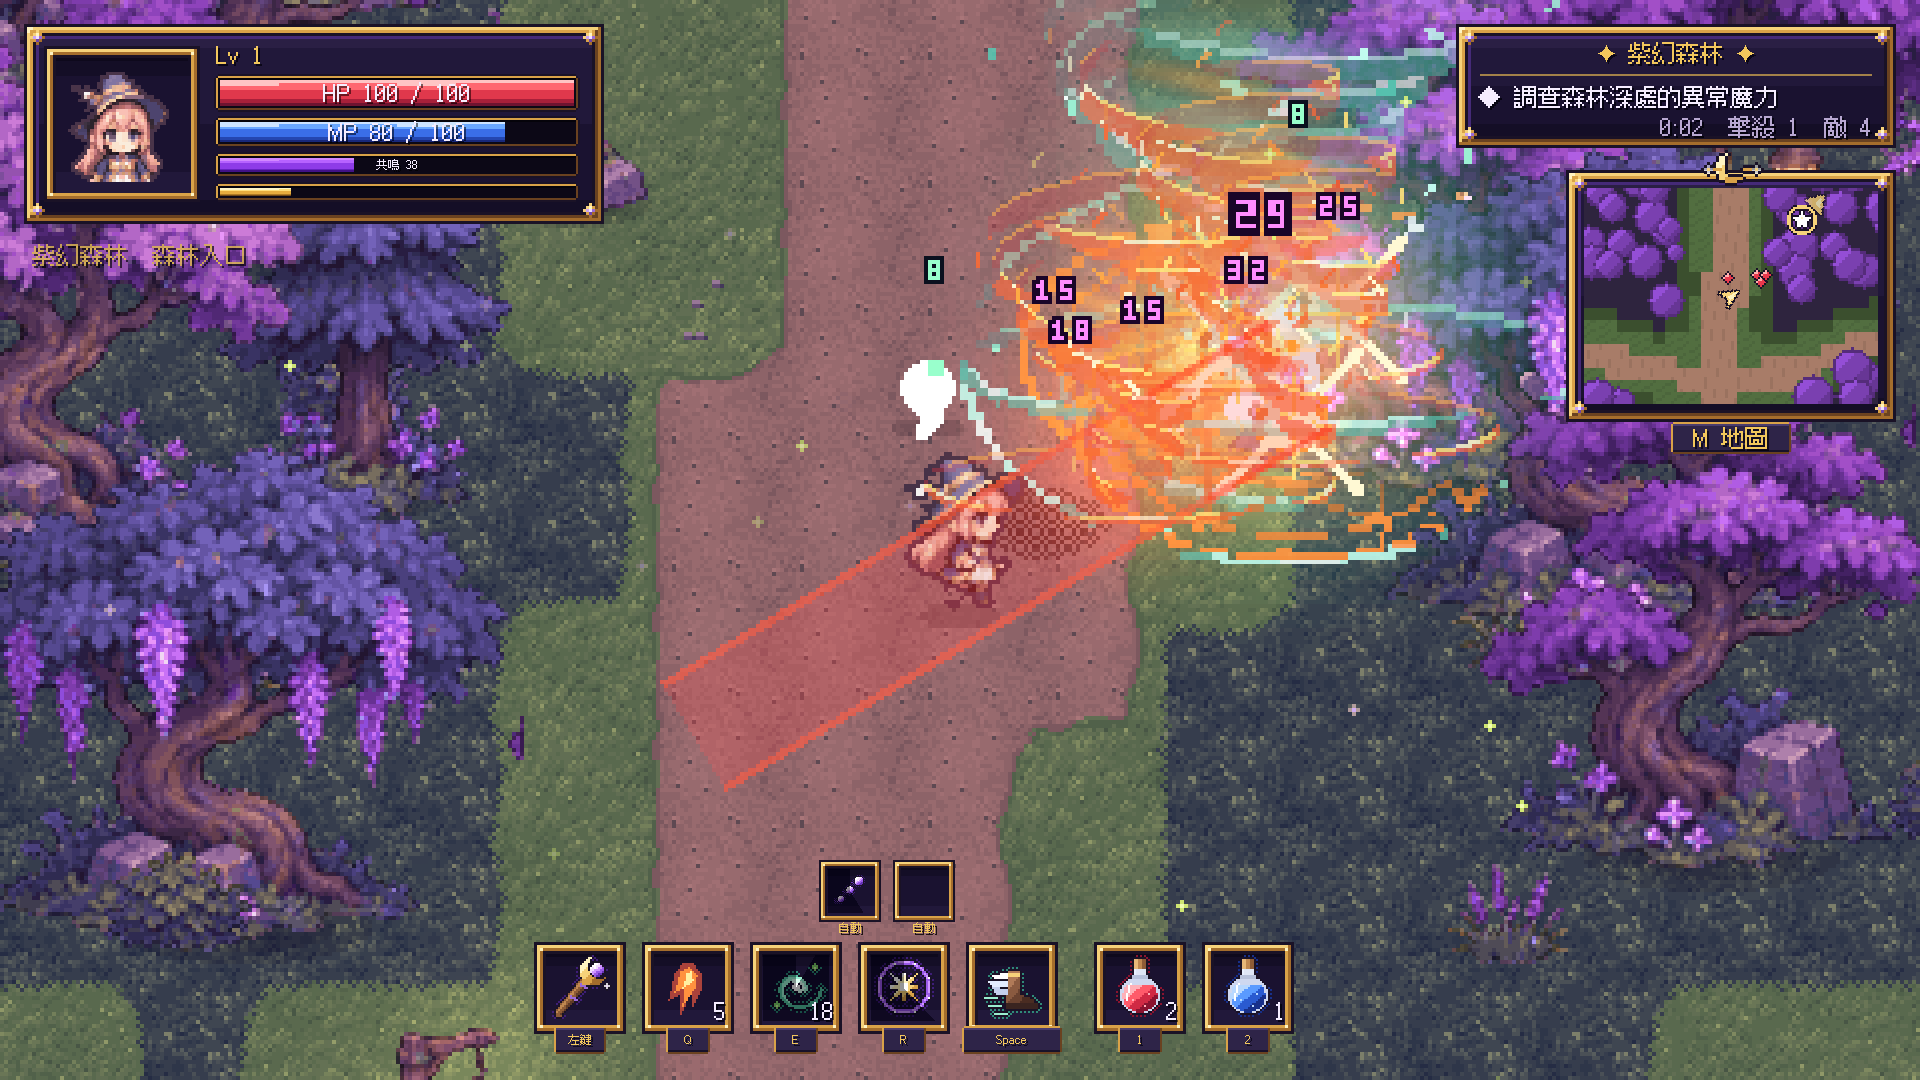 Lv 1
HP 100 / 100
MP 80 / 100
共鳴 38
紫幻森林 森林入口
紫幻森林
調查森林深處的異常魔力
0:02 擊殺 1 敵 4
M 地圖
8
29
25
8
32
15
15
18
自動
自動
5
18
2
1
左鍵
Q
E
R
Space
1
2